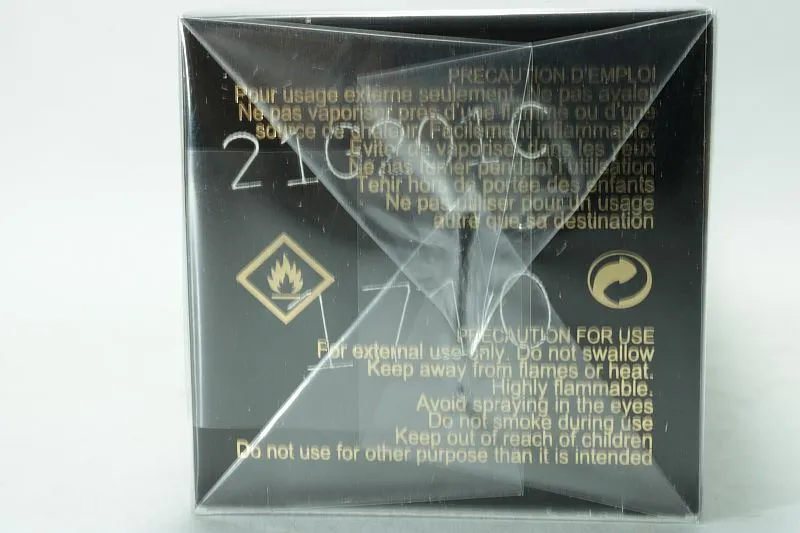 PRECAUTION D'EMPLOI
Pour usage externe seulement. Ne pas avaler
Ne pas vaporiser près d'une flamme ou d'une
source de chaleur. Facilement inflammable.
Eviter de vaporiser dans les yeux
Ne pas fumer pendant l'utilisation
Tenir hors de portée des enfants
Ne pas utiliser pour un usage
autre que sa destination
1710
PRECAUTION FOR USE
For external use only. Do not swallow
Keep away from flames or heat.
Highly flammable.
Avoid spraying in the eyes
Do not smoke during use
Keep out of reach of children
Do not use for other purpose than it is intended